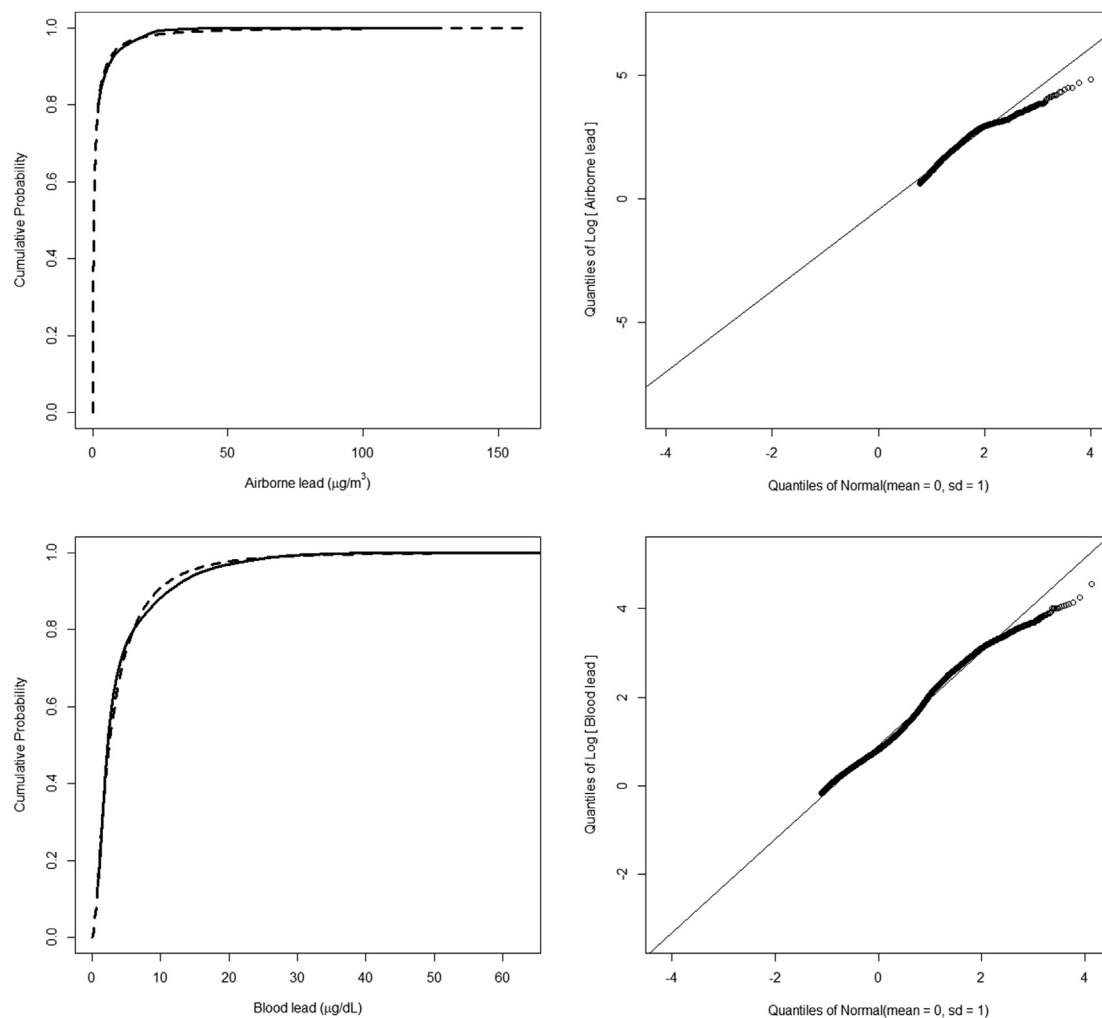 Cumulative Probability
0.0 0.2 0.4 0.6 0.8 1.0
0 50 100 150
Airborne lead (μg/m³)
Quantiles of Log [ Airborne lead ]
-5 0 5
-4 -2 0 2 4
Quantiles of Normal(mean = 0, sd = 1)
Cumulative Probability
0.0 0.2 0.4 0.6 0.8 1.0
0 10 20 30 40 50 60
Blood lead (μg/dL)
Quantiles of Log [ Blood lead ]
-2 0 2 4
-4 -2 0 2 4
Quantiles of Normal(mean = 0, sd = 1)